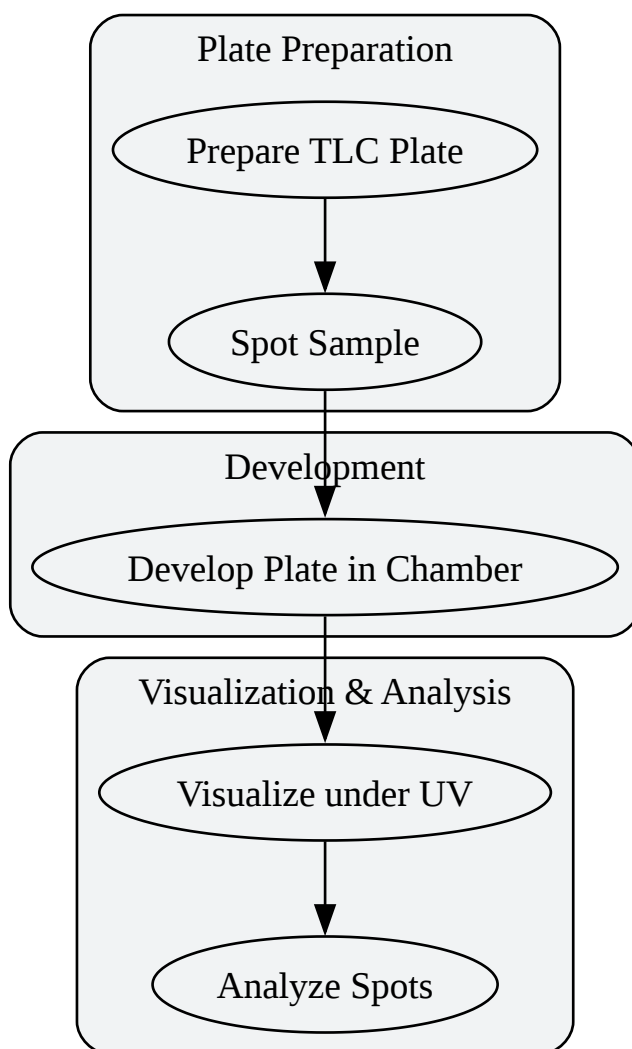 Plate Preparation
Prepare TLC Plate
Spot Sample
Development
Develop Plate in Chamber
Visualization & Analysis
Visualize under UV
Analyze Spots